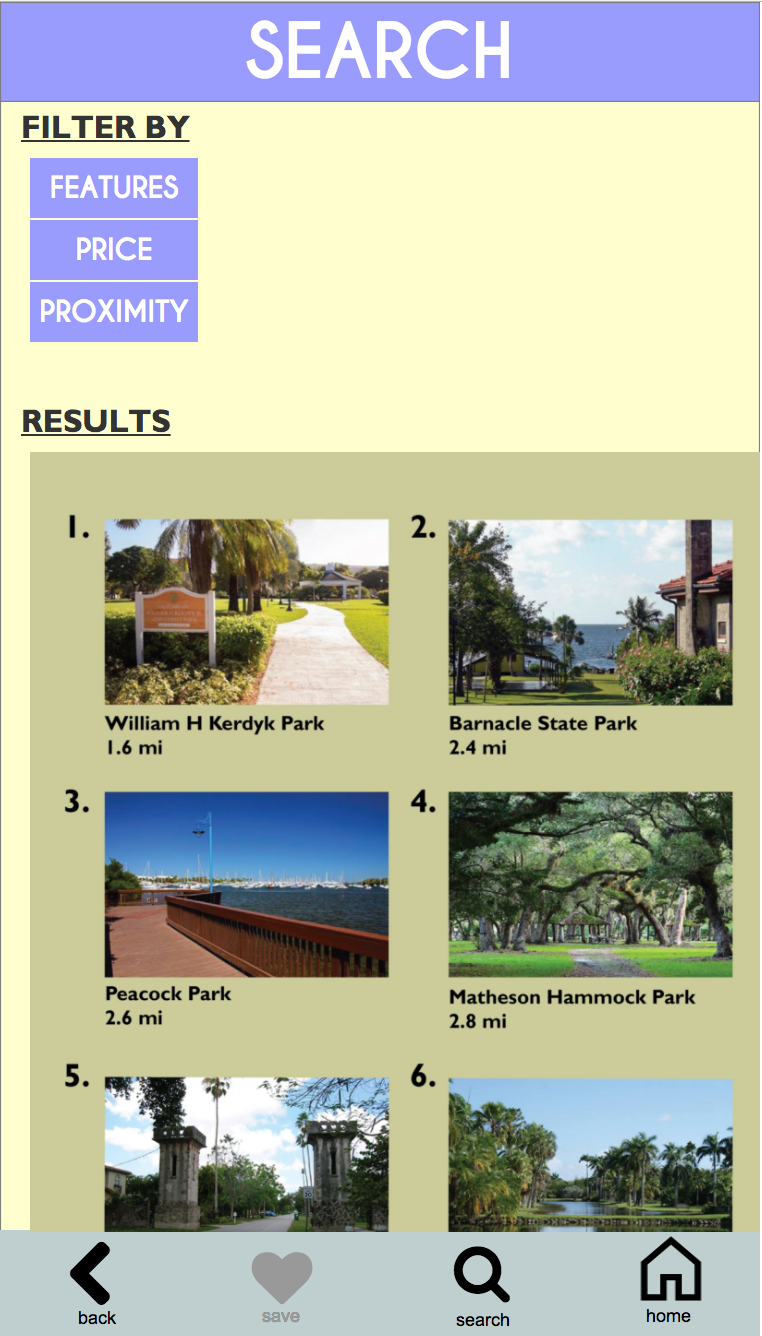 SEARCH
FILTER BY
FEATURES
PRICE
PROXIMITY
RESULTS
1.
2.
William H Kerdyk Park
1.6 mi
Barnacle State Park
2.4 mi
3.
4.
Peacock Park
2.6 mi
Matheson Hammock Park
2.8 mi
5.
6.
back
save
search
home